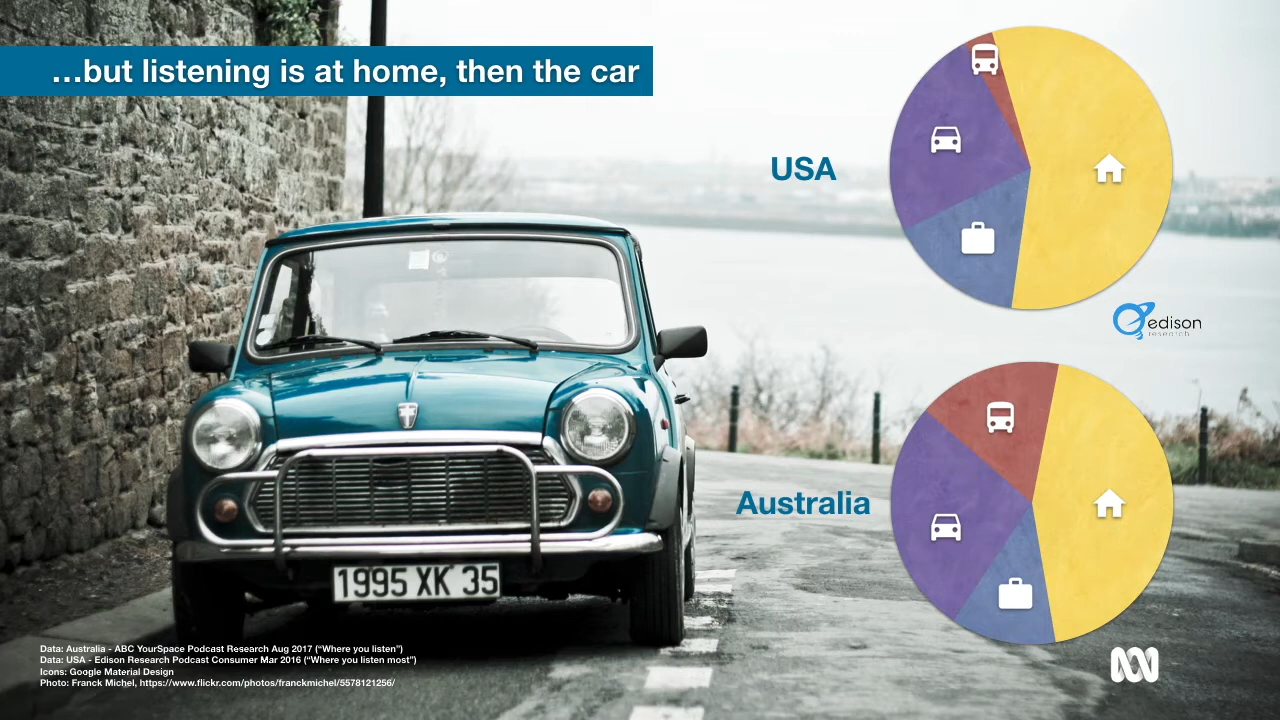 …but listening is at home, then the car
USA
edison
research
Australia
1995 XK 35
Data: Australia - ABC YourSpace Podcast Research Aug 2017 (“Where you listen”)
Data: USA - Edison Research Podcast Consumer Mar 2016 (“Where you listen most”)
Icons: Google Material Design
Photo: Franck Michel, https://www.flickr.com/photos/franckmichel/5578121256/